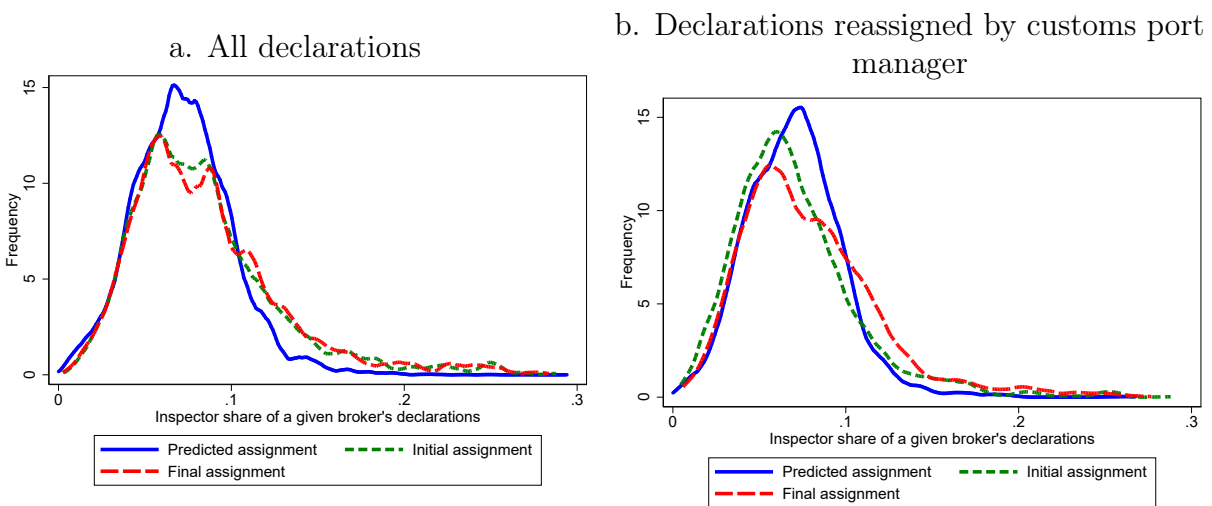 a. All declarations
15
10
5
0
Frequency
0 .1 .2 .3
Inspector share of a given broker's declarations
Predicted assignment Initial assignment
Final assignment
b. Declarations reassigned by customs port
manager
15
10
5
0
Frequency
0 .1 .2 .3
Inspector share of a given broker's declarations
Predicted assignment Initial assignment
Final assignment